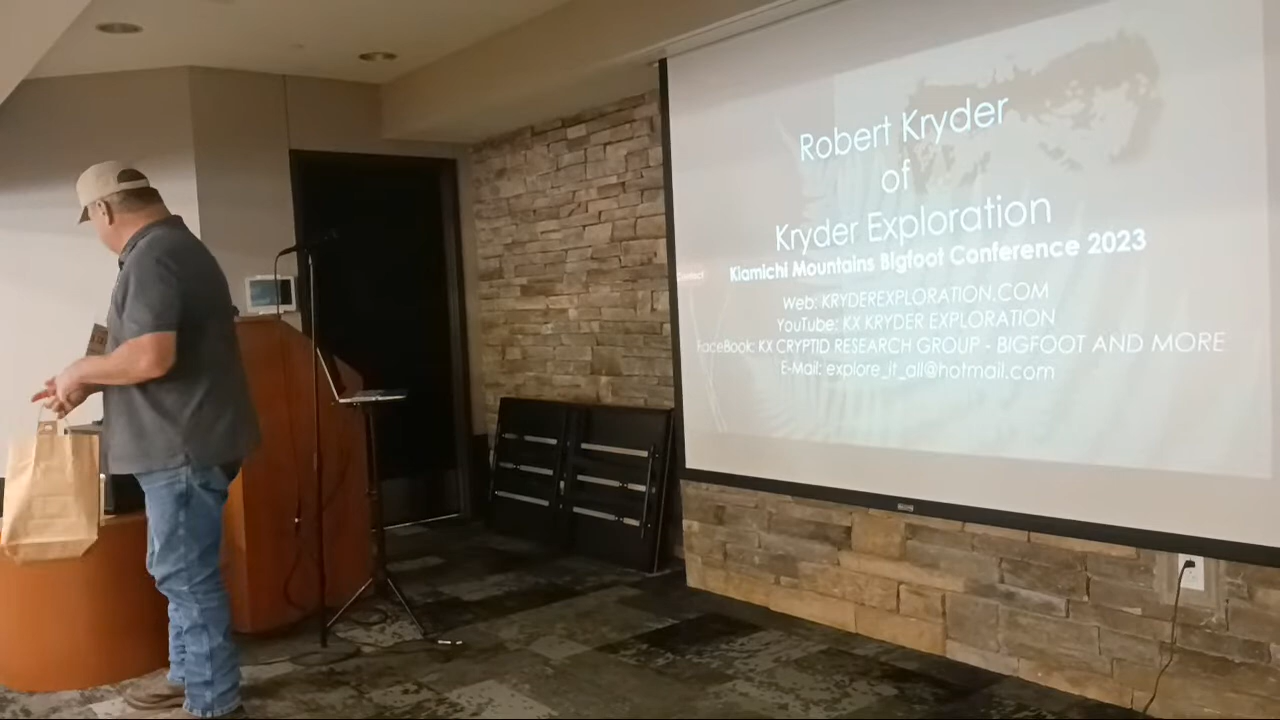 Robert Kryder
of
Kryder Exploration
Kiamichi Mountains Bigfoot Conference 2023
Contact
Web: KRYDEREXPLORATION.COM
YouTube: KX KRYDER EXPLORATION
FaceBook: KX CRYPTID RESEARCH GROUP - BIGFOOT AND MORE
E-Mail: explore_it_all@hotmail.com